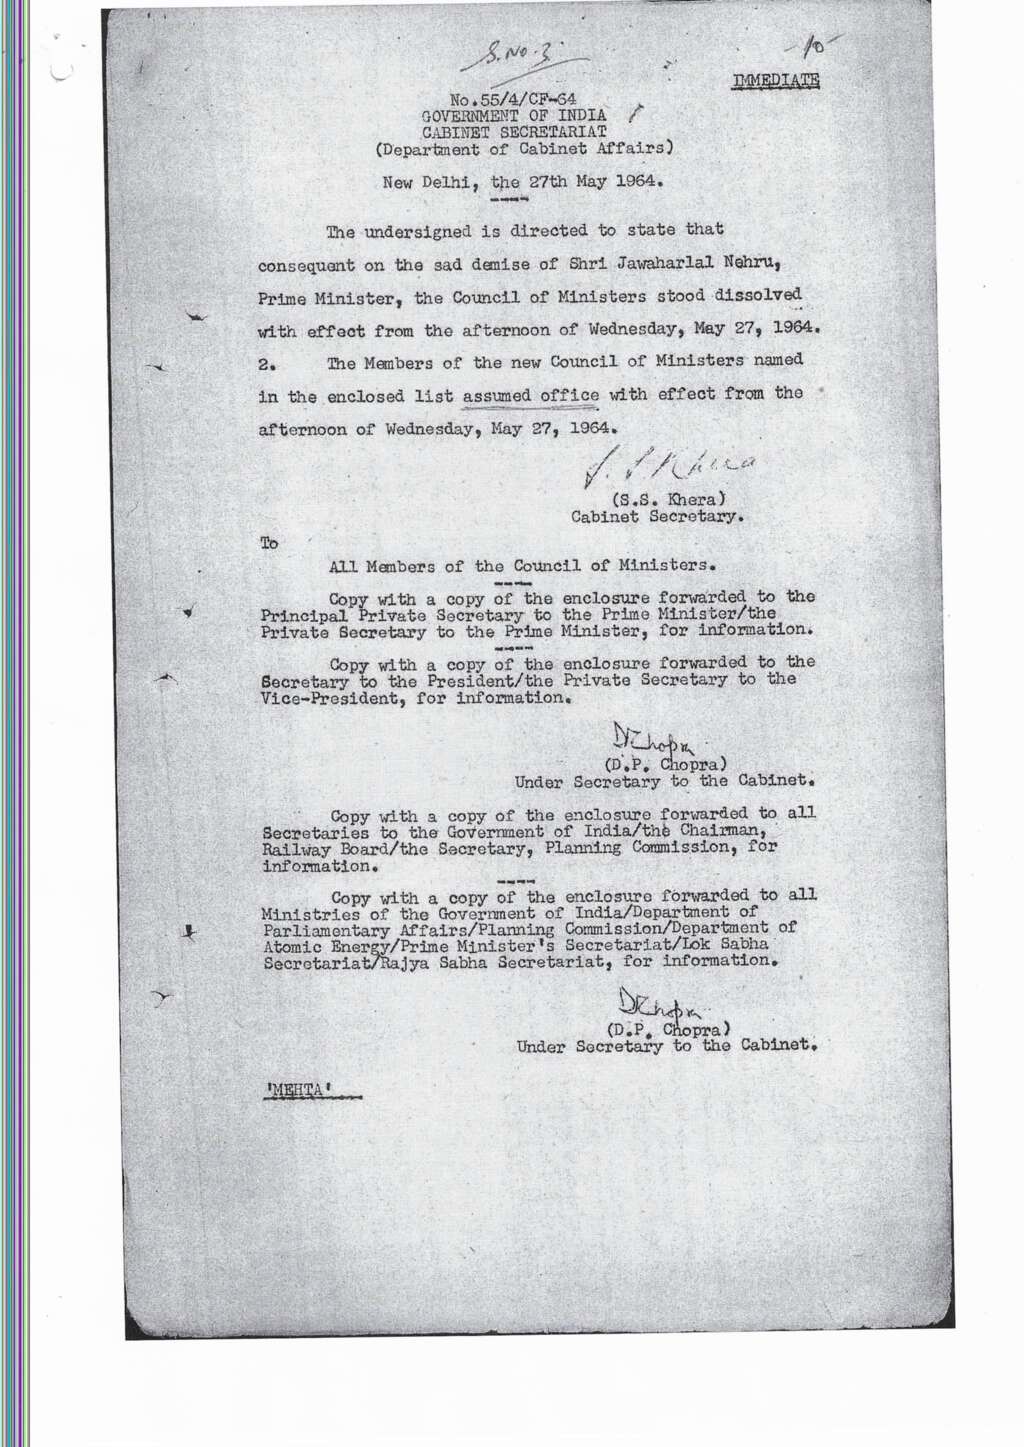 S.No.3.
-10-
IMMEDIATE
No.55/4/CF-64
GOVERNMENT OF INDIA
CABINET SECRETARIAT
(Department of Cabinet Affairs)
New Delhi, the 27th May 1964.
The undersigned is directed to state that
consequent on the sad demise of Shri Jawaharlal Nehru,
Prime Minister, the Council of Ministers stood dissolved
with effect from the afternoon of Wednesday, May 27, 1964.
2. The Members of the new Council of Ministers named
in the enclosed list assumed office with effect from the
afternoon of Wednesday, May 27, 1964.
S. S. Khera
(S.S. Khera)
Cabinet Secretary.
To
All Members of the Council of Ministers.
Copy with a copy of the enclosure forwarded to the
Principal Private Secretary to the Prime Minister/the
Private Secretary to the Prime Minister, for information.
Copy with a copy of the enclosure forwarded to the
Secretary to the President/the Private Secretary to the
Vice-President, for information.
DPChopra
(D.P. Chopra)
Under Secretary to the Cabinet.
Copy with a copy of the enclosure forwarded to all
Secretaries to the Government of India/the Chairman,
Railway Board/the Secretary, Planning Commission, for
information.
Copy with a copy of the enclosure forwarded to all
Ministries of the Government of India/Department of
Parliamentary Affairs/Planning Commission/Department of
Atomic Energy/Prime Minister's Secretariat/Lok Sabha
Secretariat/Rajya Sabha Secretariat, for information.
DPChopra
(D.P. Chopra)
Under Secretary to the Cabinet.
'MEHTA'